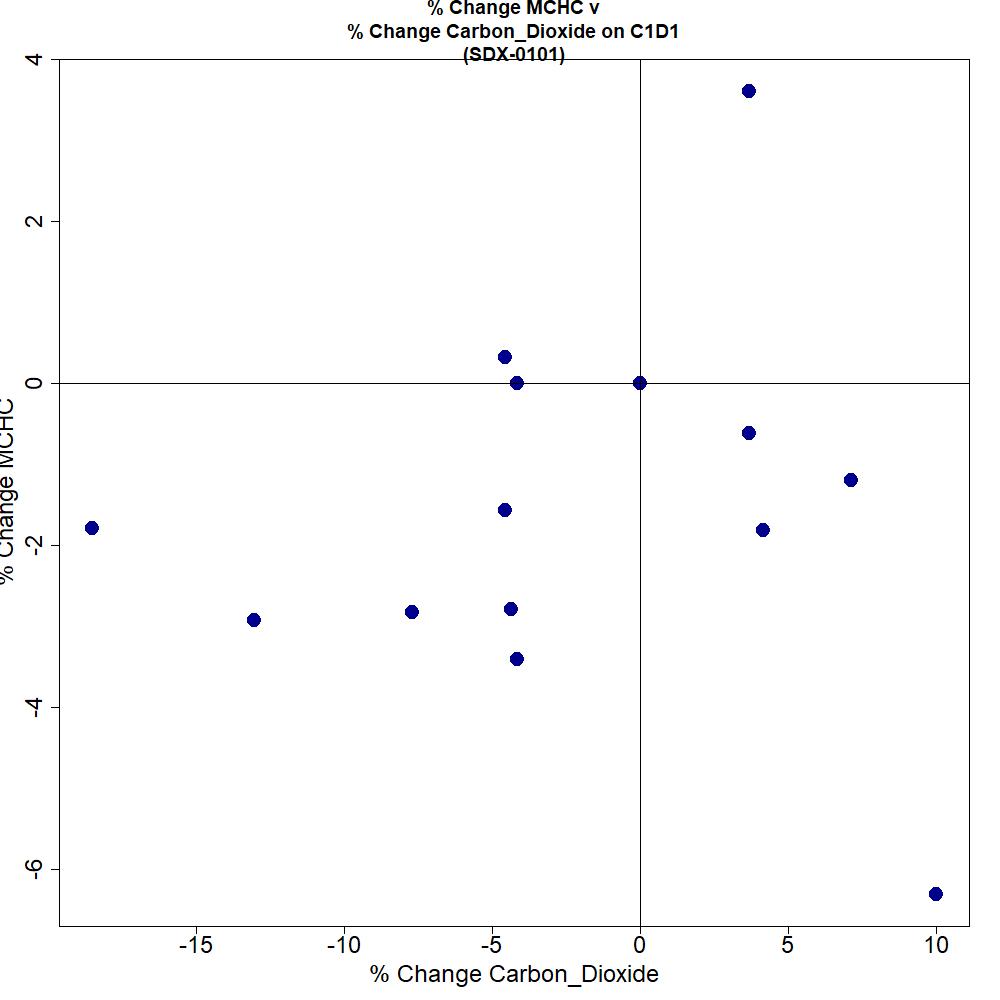 % Change MCHC v
% Change Carbon_Dioxide on C1D1
(SDX-0101)
4
2
0
-2
-4
-6
% Change MCHC
-15
-10
-5
0
5
10
% Change Carbon_Dioxide